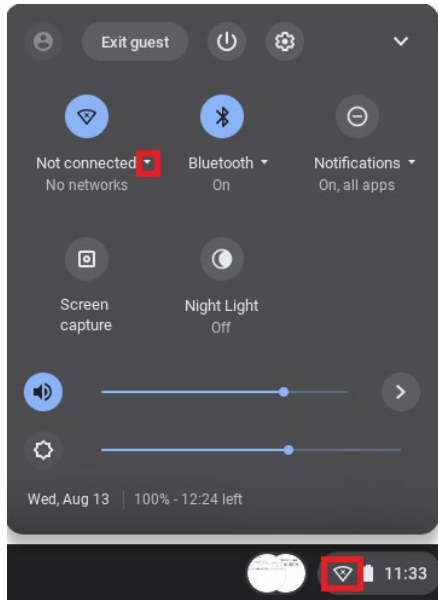 Exit guest
Not connected
Bluetooth
Notifications
No networks
On
On, all apps
Screen
capture
Night Light
Off
Wed, Aug 13
100% - 12:24 left
11:33